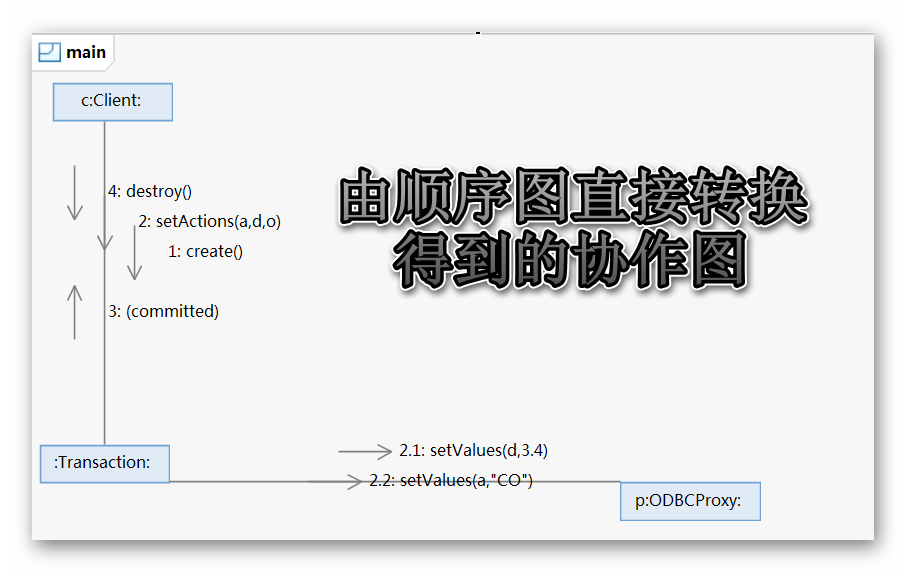 main
c:Client:
4: destroy()
2: setActions(a,d,o)
1: create()
由顺序图直接转换
得到的协作图
3: (committed)
2.1: setValues(d,3.4)
:Transaction:
2.2: setValues(a,"CO")
p:ODBCProxy: